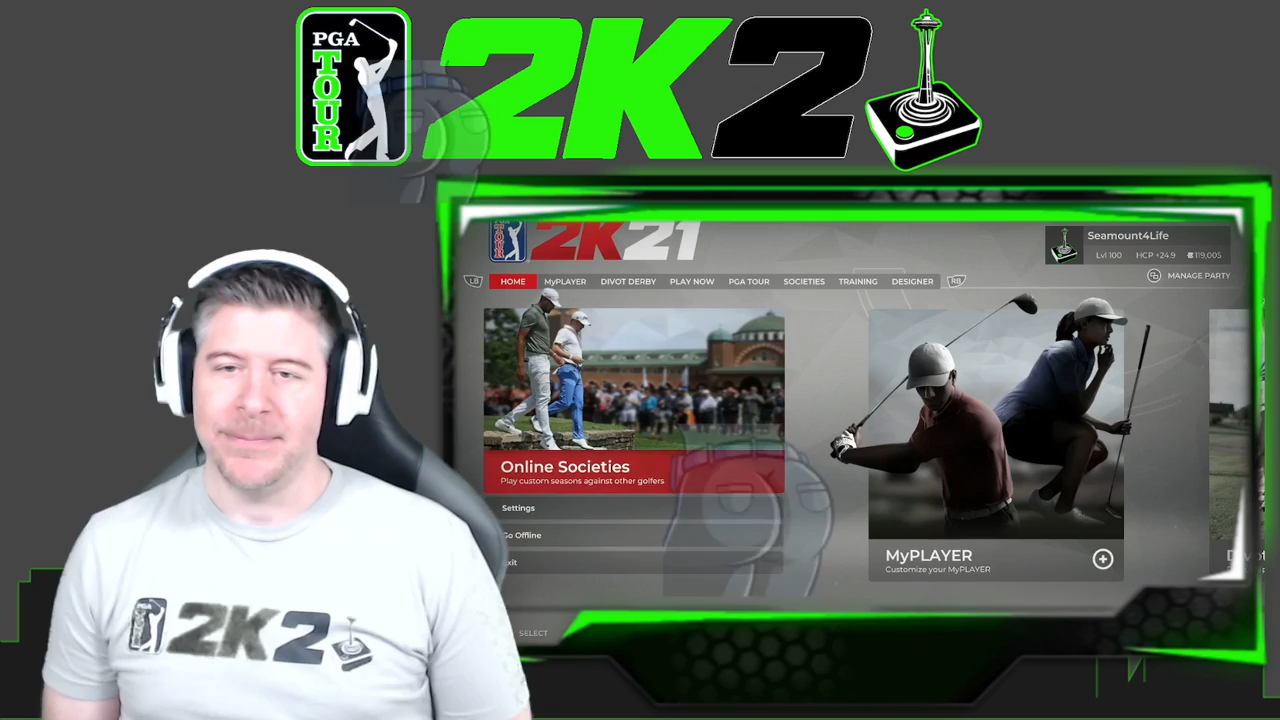 PGA
TOUR
2K2
2K21
Seamount4Life
Lvl 100 HCP +24.9 119,005
LB HOME MyPLAYER DIVOT DERBY PLAY NOW PGA TOUR SOCIETIES TRAINING DESIGNER RB
MANAGE PARTY
Online Societies
Play custom seasons against other golfers
Settings
Go Offline
xit
MyPLAYER
Customize your MyPLAYER
SELECT
2K2